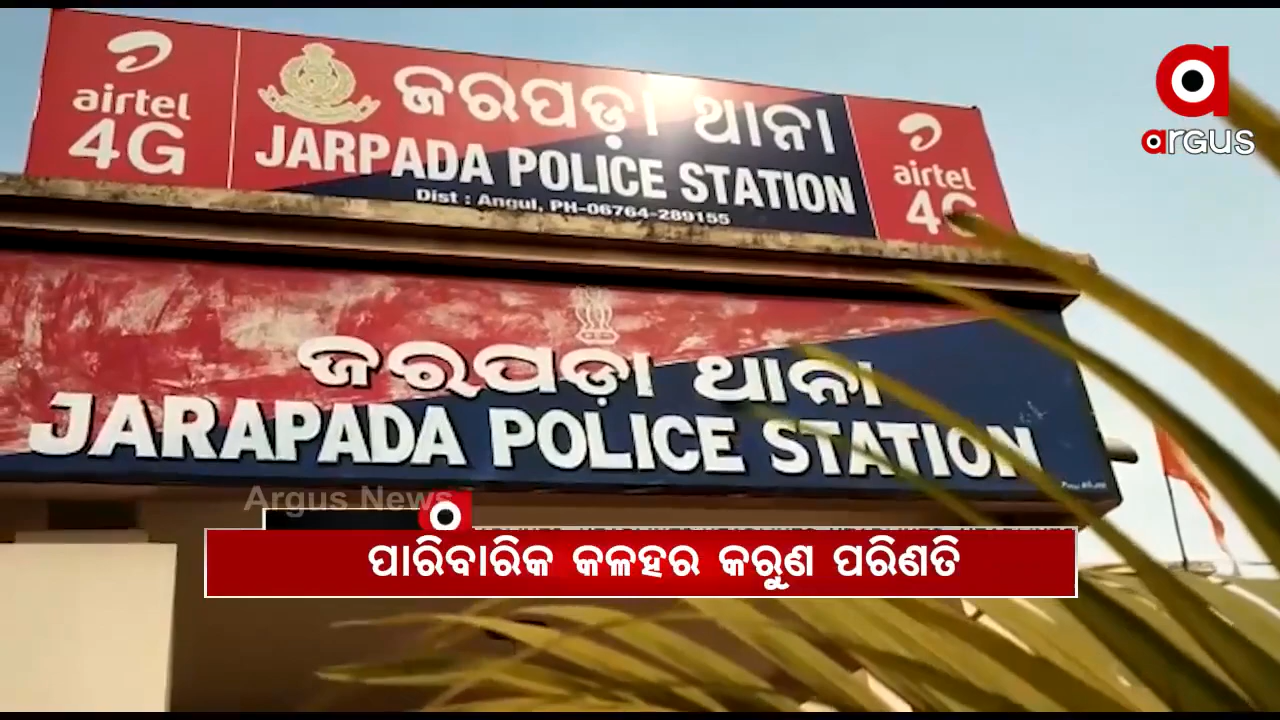 airtel
4G
ଜରପଡ଼ା ଥାନା
JARPADA POLICE STATION
Dist : Angul, PH-06764-289155
airtel
4G
argus
ଜରପଡ଼ା ଥାନା
JARAPADA POLICE STATION
Argus News
ପାରିବାରିକ କଳହର କରୁଣ ପରିଣତି